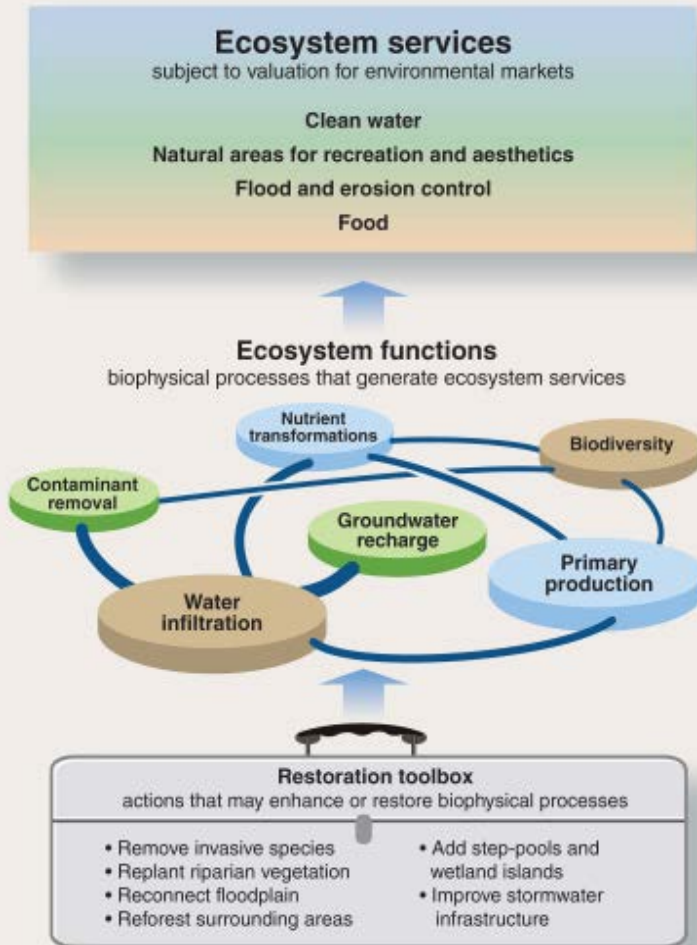 Ecosystem services
subject to valuation for environmental markets
Clean water
Natural areas for recreation and aesthetics
Flood and erosion control
Food
Ecosystem functions
biophysical processes that generate ecosystem services
Nutrient
transformations
Biodiversity
Contaminant
removal
Groundwater
recharge
Primary
production
Water
infiltration
Restoration toolbox
actions that may enhance or restore biophysical processes
• Remove invasive species
• Replant riparian vegetation
• Reconnect floodplain
• Reforest surrounding areas
• Add step-pools and
wetland islands
• Improve stormwater
infrastructure